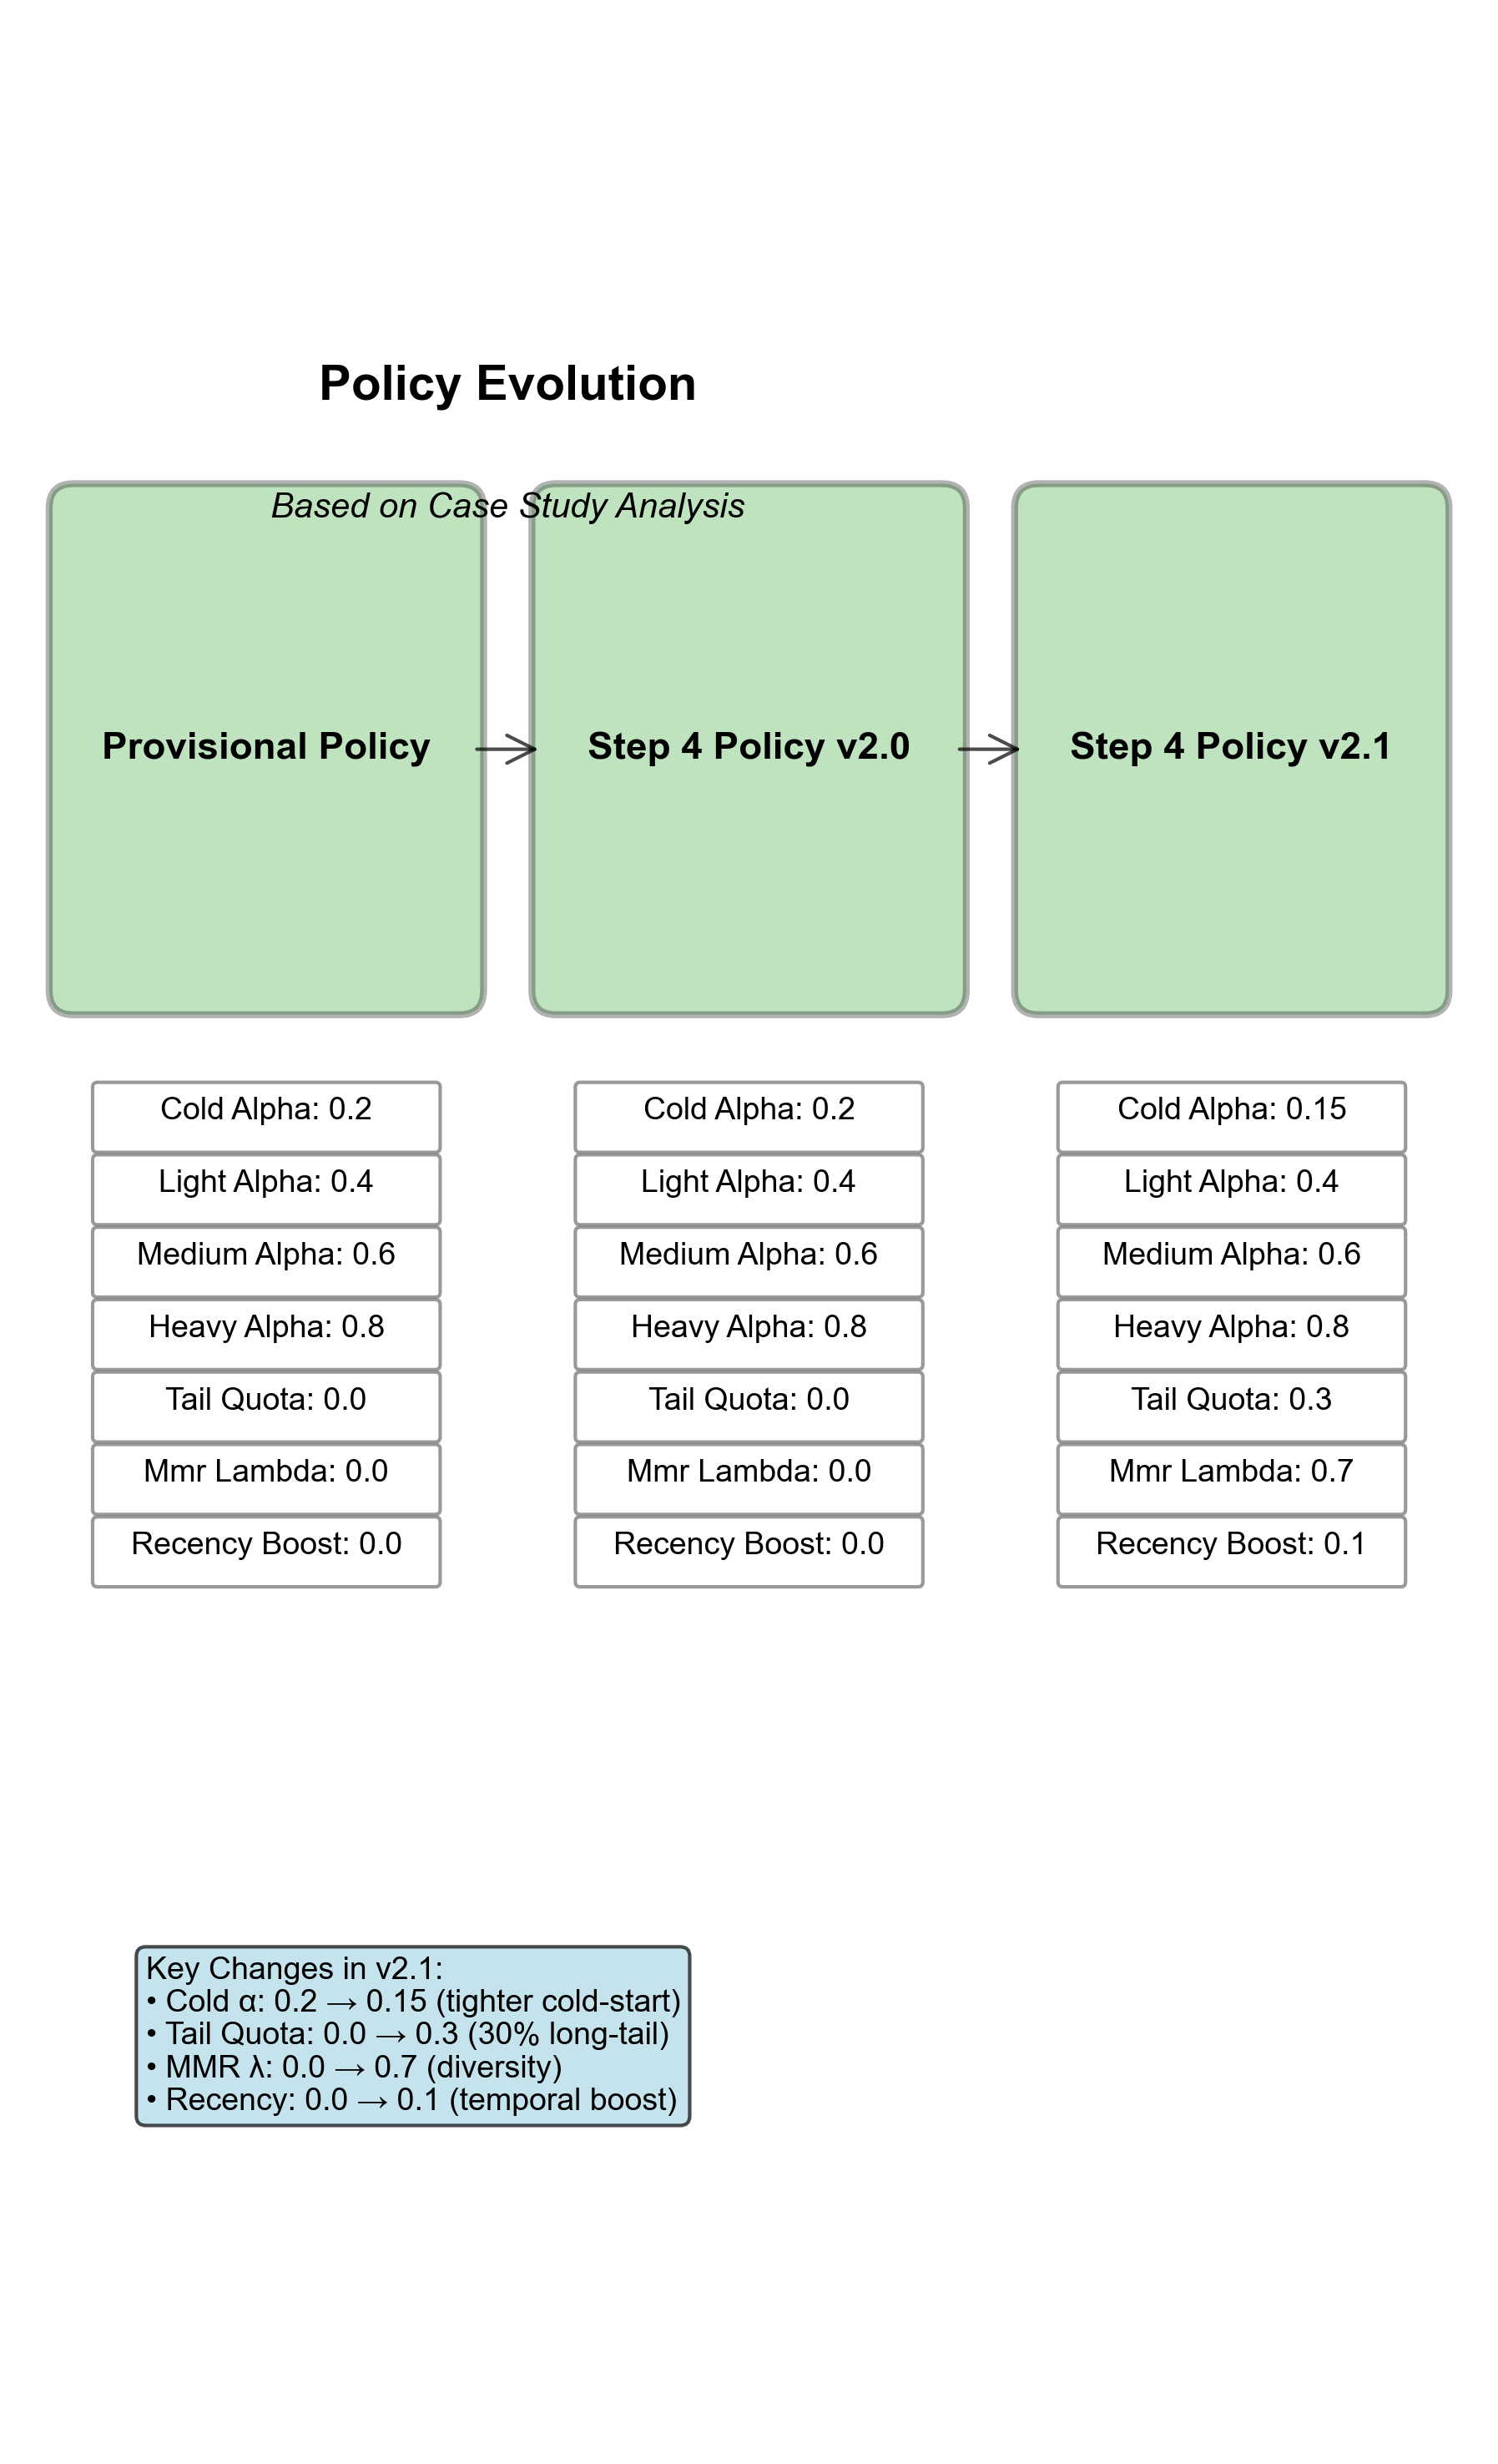 Policy Evolution
Based on Case Study Analysis
Provisional Policy
Step 4 Policy v2.0
Step 4 Policy v2.1
Cold Alpha: 0.2
Light Alpha: 0.4
Medium Alpha: 0.6
Heavy Alpha: 0.8
Tail Quota: 0.0
Mmr Lambda: 0.0
Recency Boost: 0.0
Cold Alpha: 0.2
Light Alpha: 0.4
Medium Alpha: 0.6
Heavy Alpha: 0.8
Tail Quota: 0.0
Mmr Lambda: 0.0
Recency Boost: 0.0
Cold Alpha: 0.15
Light Alpha: 0.4
Medium Alpha: 0.6
Heavy Alpha: 0.8
Tail Quota: 0.3
Mmr Lambda: 0.7
Recency Boost: 0.1
Key Changes in v2.1:
• Cold α: 0.2 → 0.15 (tighter cold-start)
• Tail Quota: 0.0 → 0.3 (30% long-tail)
• MMR λ: 0.0 → 0.7 (diversity)
• Recency: 0.0 → 0.1 (temporal boost)